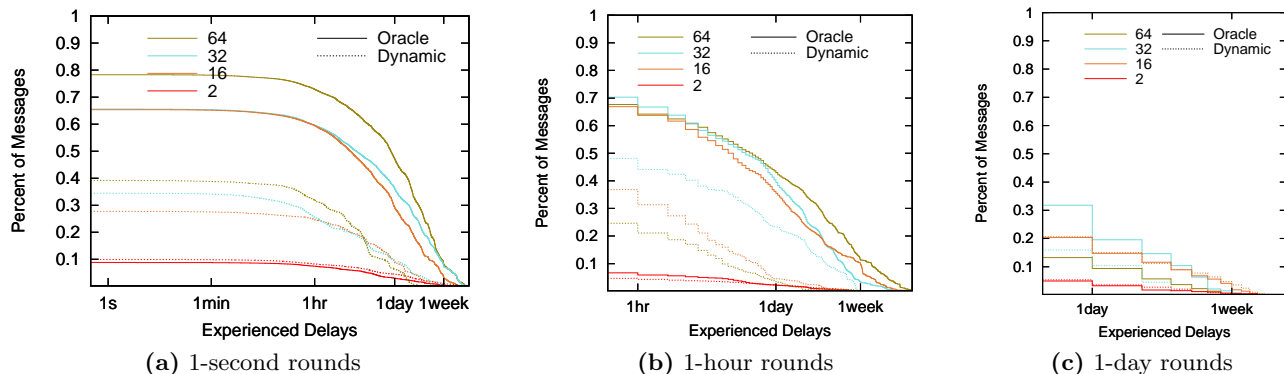 1
0.9
0.8
0.7
0.6
0.5
0.4
0.3
0.2
0.1
Percent of Messages
64
32
16
2
Oracle
Dynamic
1s
1min
1hr
1day
1week
Experienced Delays
(a) 1-second rounds
1
0.9
0.8
0.7
0.6
0.5
0.4
0.3
0.2
0.1
Percent of Messages
64
32
16
2
Oracle
Dynamic
1hr
1day
1week
Experienced Delays
(b) 1-hour rounds
1
0.9
0.8
0.7
0.6
0.5
0.4
0.3
0.2
0.1
Percent of Messages
64
32
16
2
Oracle
Dynamic
1day
1week
Experienced Delays
(c) 1-day rounds